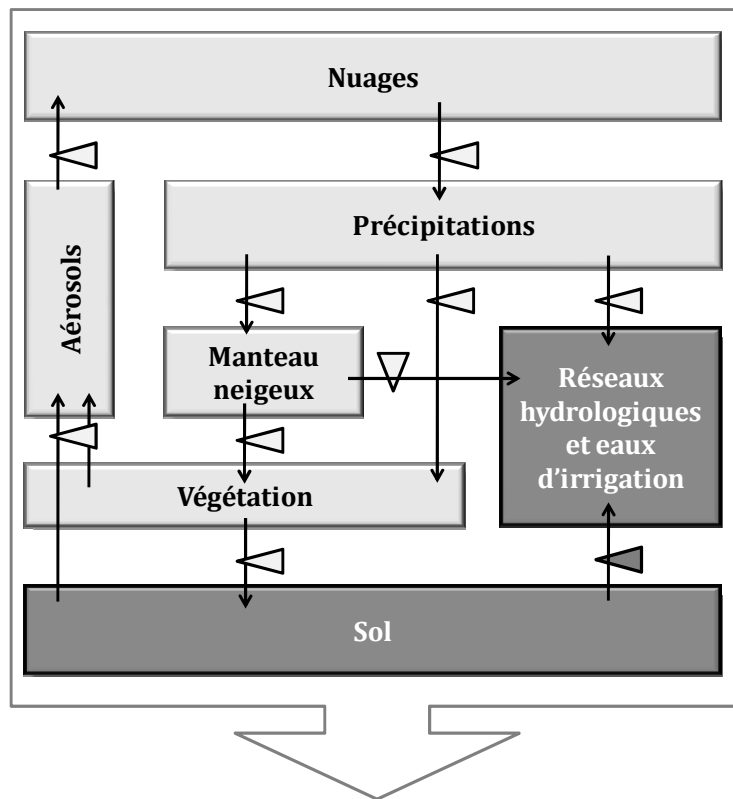 Nuages
Précipitations
Aérosols
Manteau
neigeux
Réseaux
hydrologiques
et eaux
d'irrigation
Végétation
Sol